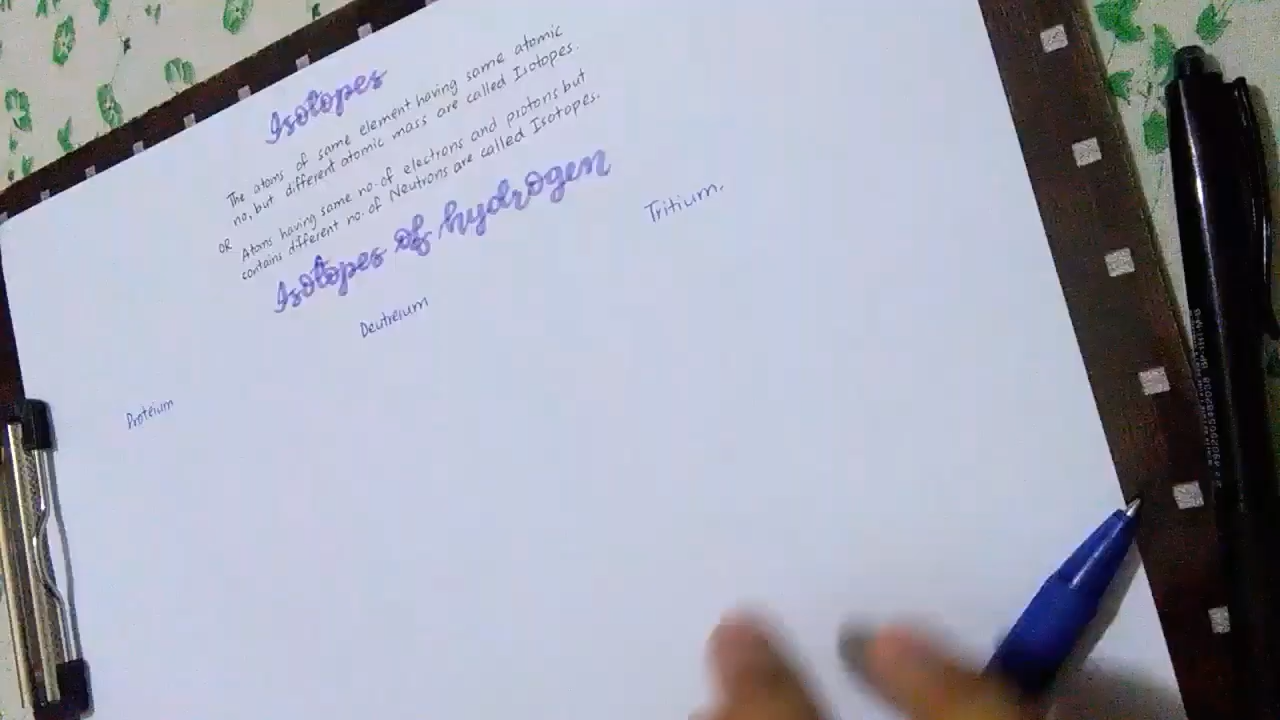 Isotopes
The atoms of same element having same atomic
no, but different atomic mass are called Isotopes.
OR Atoms having same no. of electrons and protons but
contains different no. of Neutrons are called Isotopes.
Isotopes of hydrogen
Proteium
Deutreium
Tritium.